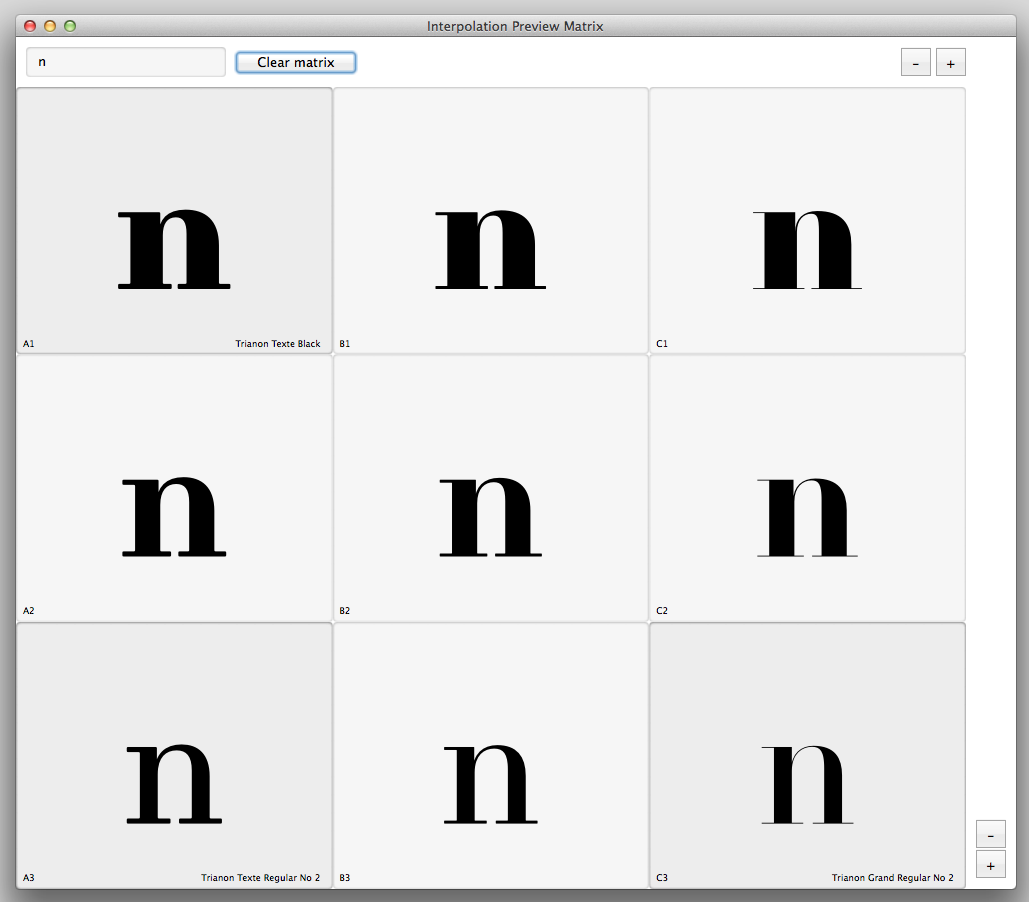 Interpolation Preview Matrix
n Clear matrix - +
n n n
A1 Trianon Texte Black B1 C1
n n n
A2 B2 C2
n n n
-
+
A3 Trianon Texte Regular No 2 B3 C3 Trianon Grand Regular No 2